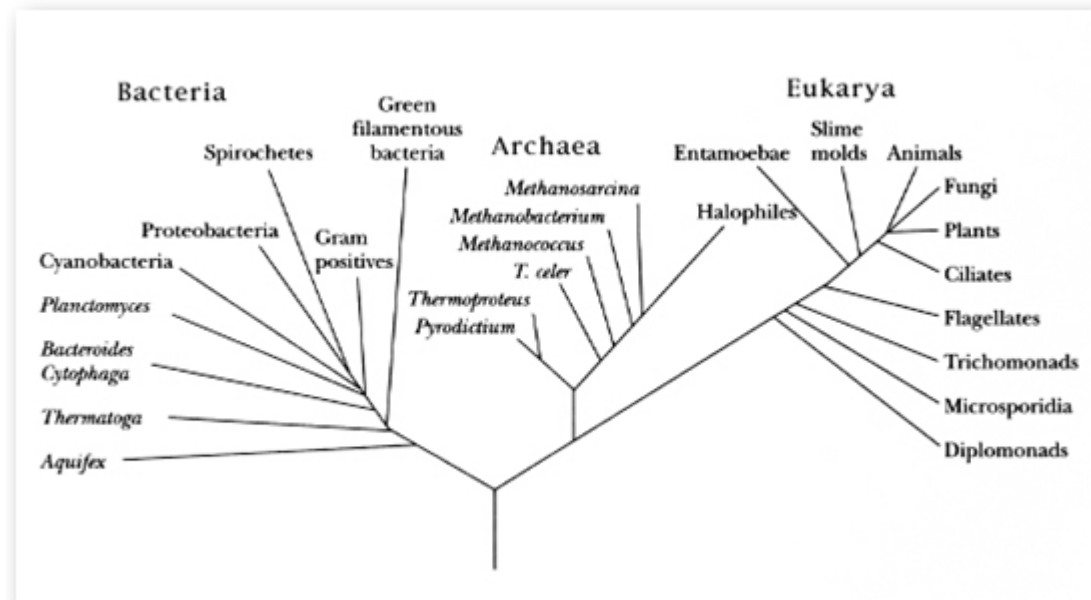 Bacteria
Green
filamentous
bacteria
Spirochetes
Proteobacteria
Gram
positives
Cyanobacteria
Planctomyces
Bacteroides
Cytophaga
Thermatoga
Aquifex
Archaea
Methanosarcina
Methanobacterium
Methanococcus
T. celer
Thermoproteus
Pyrodictium
Halophiles
Eukarya
Entamoebae
Slime
molds
Animals
Fungi
Plants
Ciliates
Flagellates
Trichomonads
Microsporidia
Diplomonads